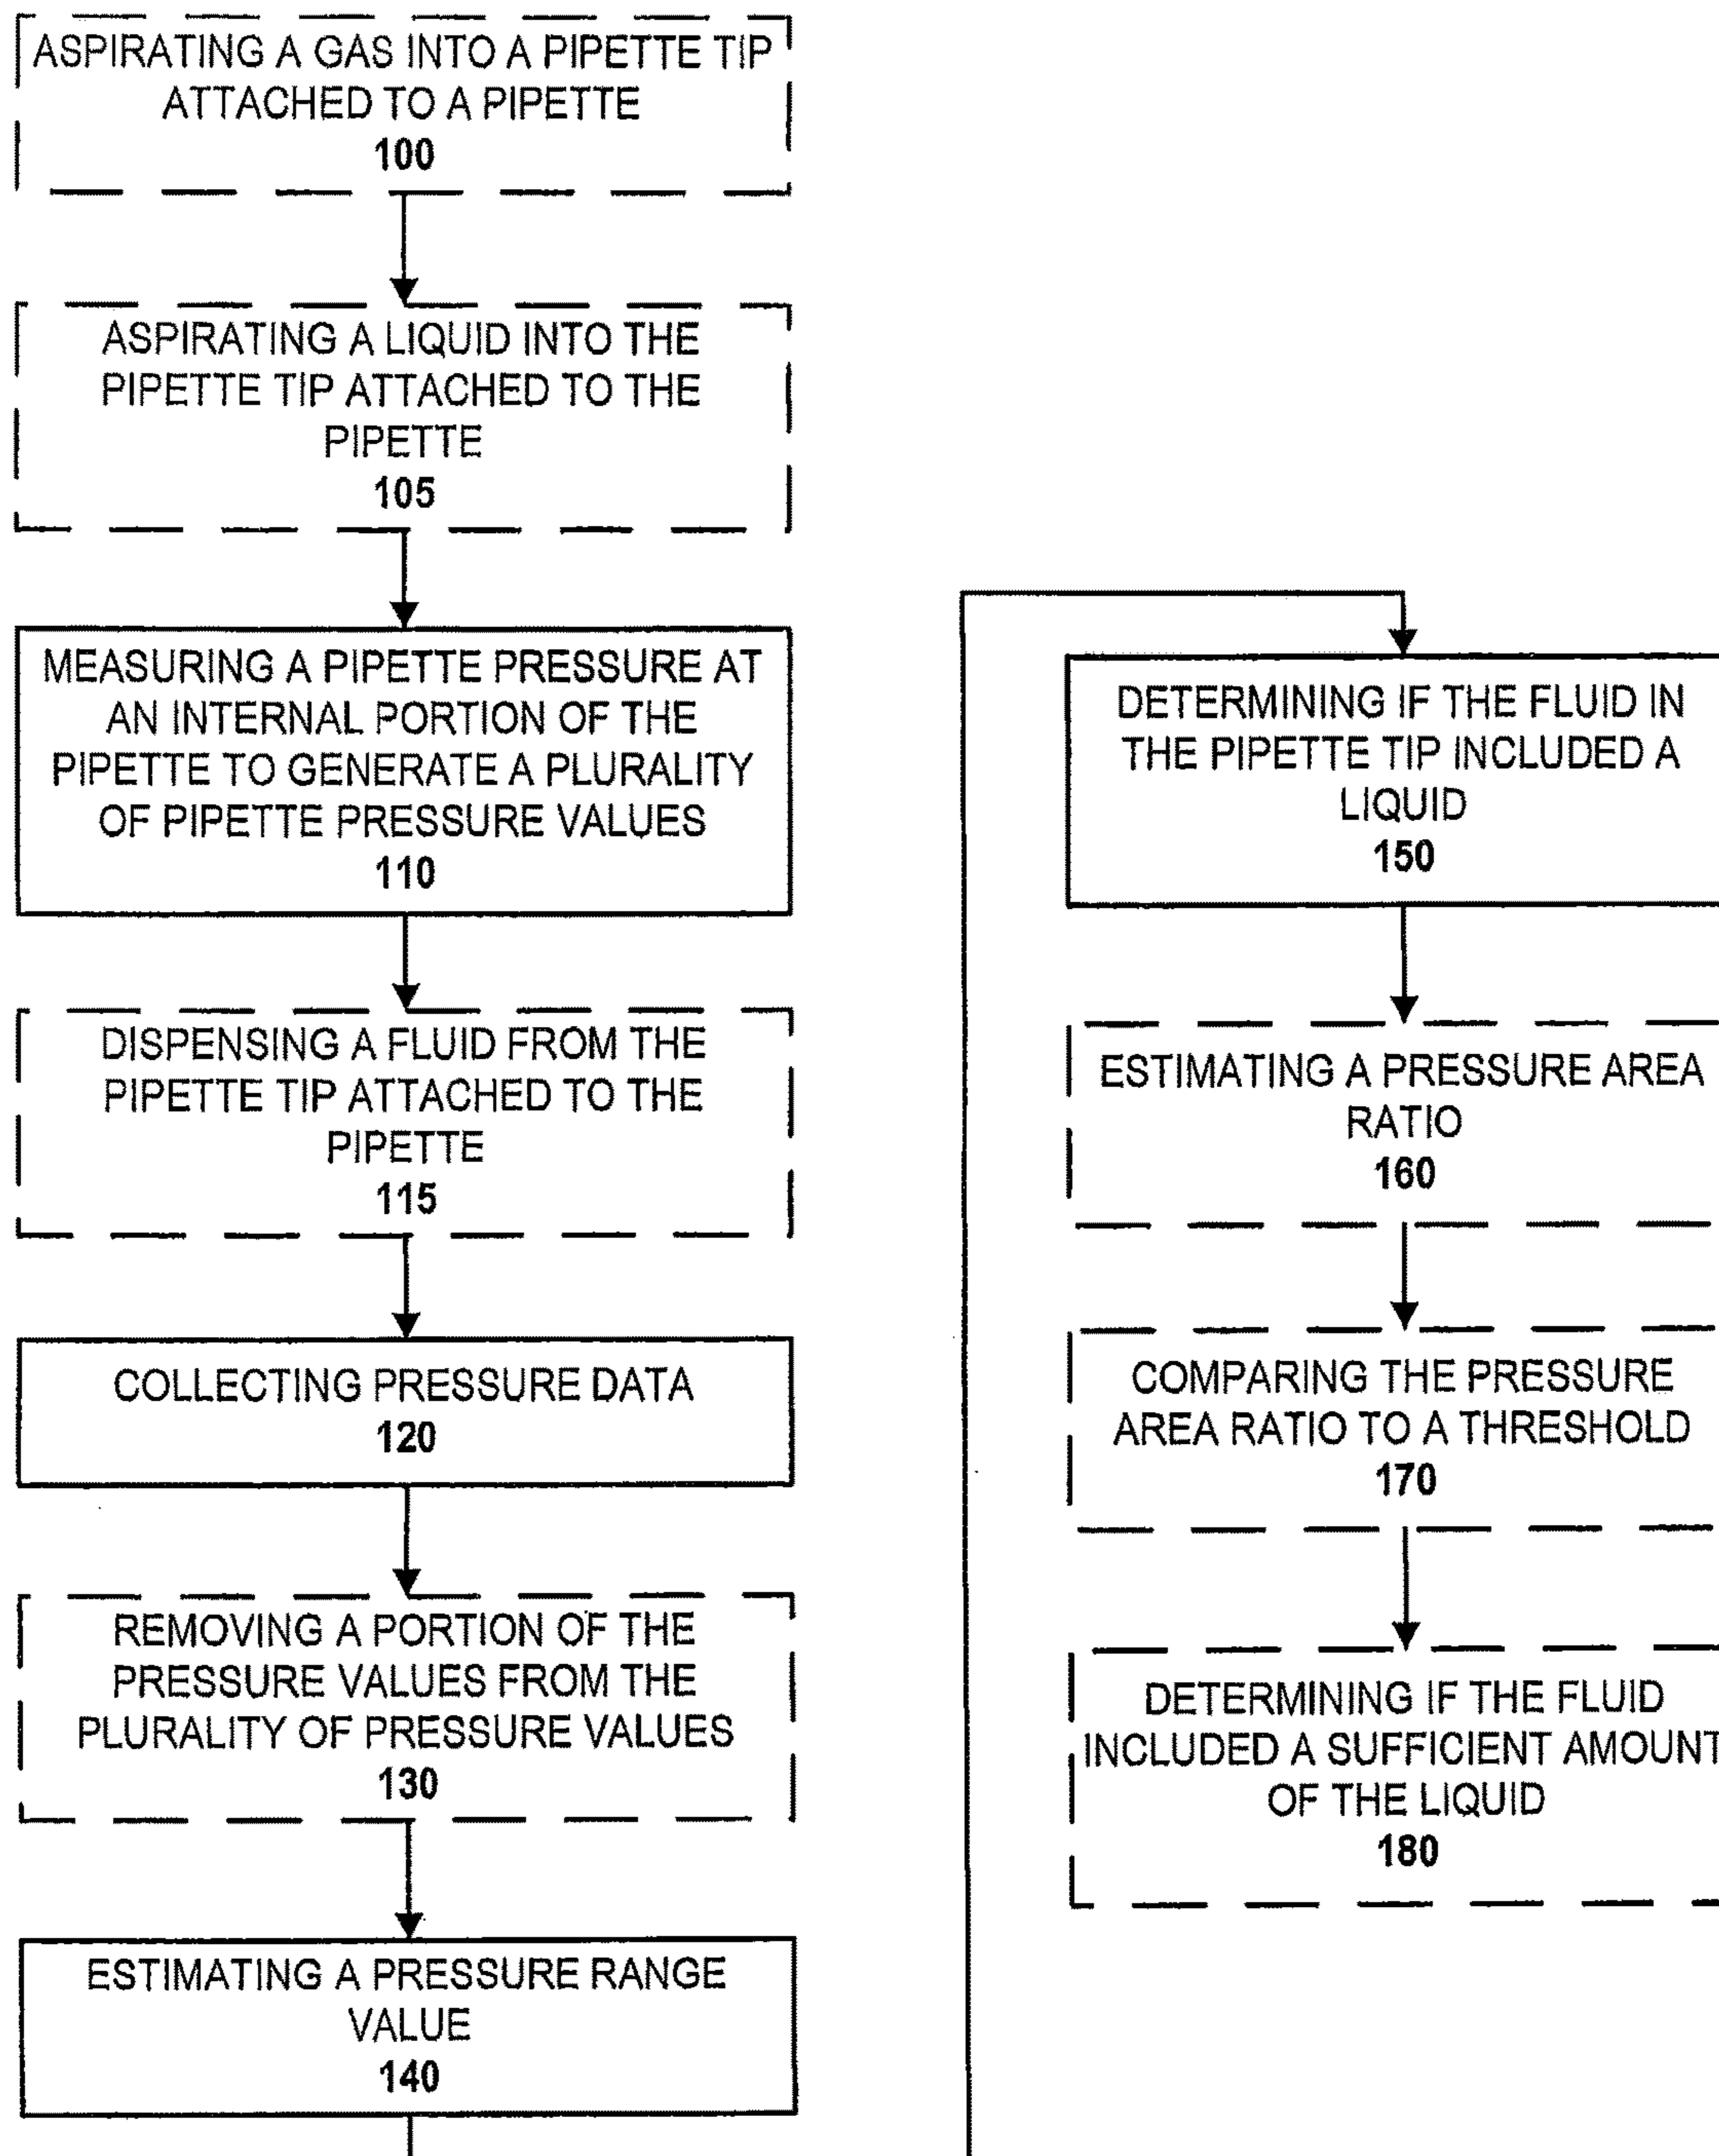 ASPIRATING A GAS INTO A PIPETTE TIP
ATTACHED TO A PIPETTE
100
ASPIRATING A LIQUID INTO THE
PIPETTE TIP ATTACHED TO THE
PIPETTE
105
MEASURING A PIPETTE PRESSURE AT
AN INTERNAL PORTION OF THE
PIPETTE TO GENERATE A PLURALITY
OF PIPETTE PRESSURE VALUES
110
DISPENSING A FLUID FROM THE
PIPETTE TIP ATTACHED TO THE
PIPETTE
115
COLLECTING PRESSURE DATA
120
REMOVING A PORTION OF THE
PRESSURE VALUES FROM THE
PLURALITY OF PRESSURE VALUES
130
ESTIMATING A PRESSURE RANGE
VALUE
140
DETERMINING IF THE FLUID IN
THE PIPETTE TIP INCLUDED A
LIQUID
150
ESTIMATING A PRESSURE AREA
RATIO
160
COMPARING THE PRESSURE
AREA RATIO TO A THRESHOLD
170
DETERMINING IF THE FLUID
INCLUDED A SUFFICIENT AMOUNT
OF THE LIQUID
180